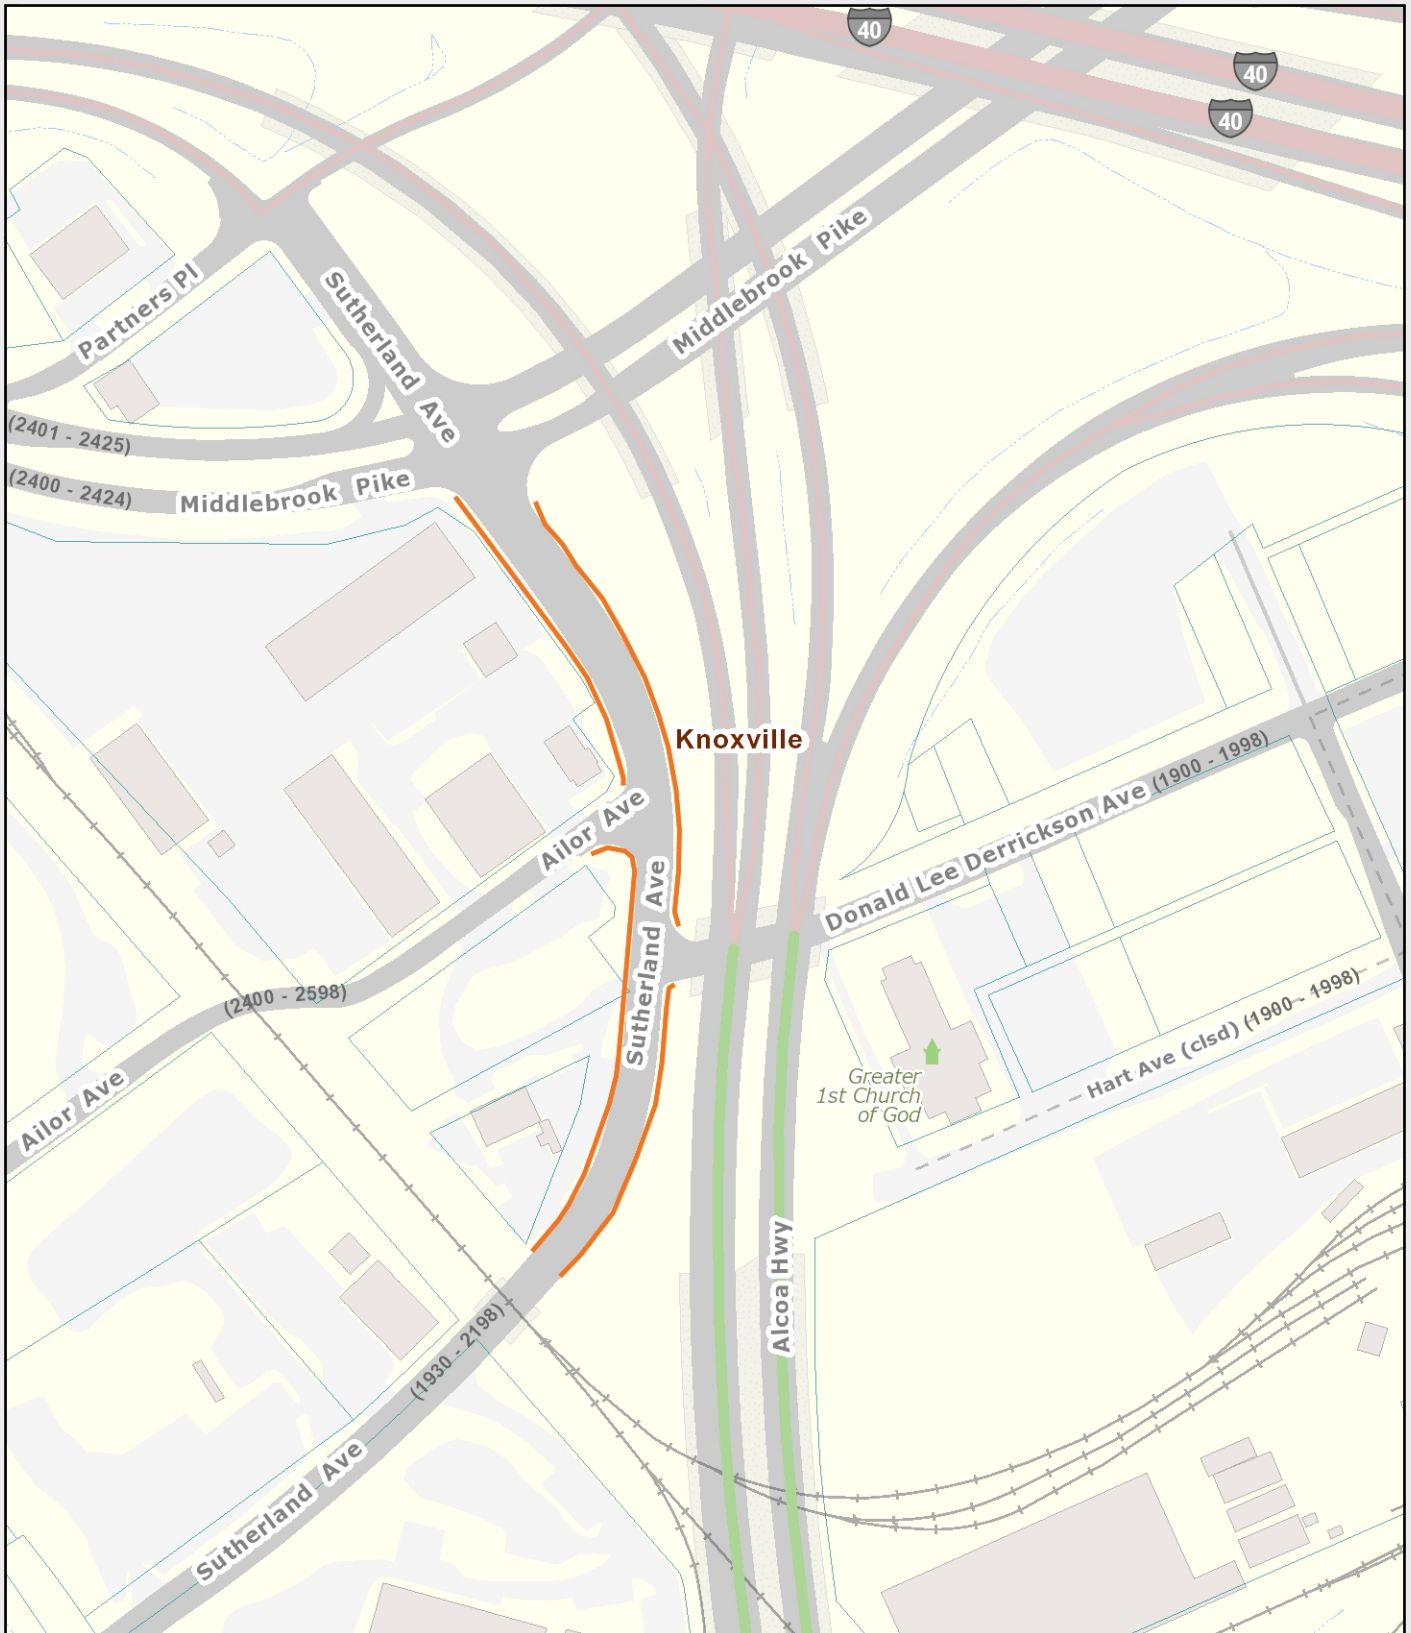 40
40
40
Middlebrook Pike
Partners Pl
Sutherland Ave
(2401 - 2425)
(2400 - 2424)
Middlebrook Pike
Knoxville
(1900 - 1998)
Donald Lee Derrickson Ave
Ailor Ave
Sutherland Ave
(2400 - 2598)
Hart Ave (clsd)
(1900 - 1998)
Greater
1st Church
of God
Ailor Ave
Alcoa Hwy
(1930 - 2198)
Sutherland Ave